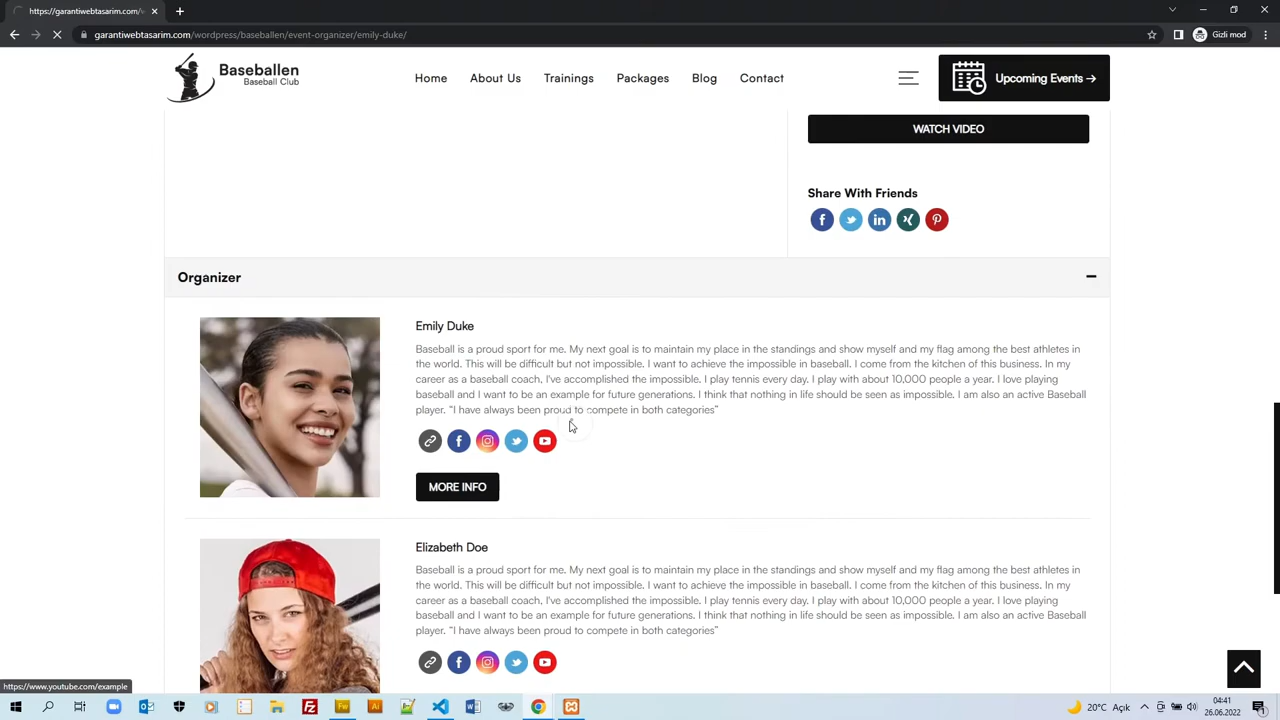 https://garantiwebtasarim.com/
garantiwebtasarim.com/wordpress/baseballen/event-organizer/emily-duke/
Gizli mod
Baseballen
Baseball Club
Home
About Us
Trainings
Packages
Blog
Contact
Upcoming Events →
WATCH VIDEO
Share With Friends
Organizer
Emily Duke
Baseball is a proud sport for me. My next goal is to maintain my place in the standings and show myself and my flag among the best athletes in
the world. This will be difficult but not impossible. I want to achieve the impossible in baseball. I come from the kitchen of this business. In my
career as a baseball coach, I've accomplished the impossible. I play tennis every day. I play with about 10,000 people a year. I love playing
baseball and I want to be an example for future generations. I think that nothing in life should be seen as impossible. I am also an active Baseball
player. “I have always been proud to compete in both categories”
MORE INFO
Elizabeth Doe
Baseball is a proud sport for me. My next goal is to maintain my place in the standings and show myself and my flag among the best athletes in
the world. This will be difficult but not impossible. I want to achieve the impossible in baseball. I come from the kitchen of this business. In my
career as a baseball coach, I've accomplished the impossible. I play tennis every day. I play with about 10,000 people a year. I love playing
baseball and I want to be an example for future generations. I think that nothing in life should be seen as impossible. I am also an active Baseball
player. “I have always been proud to compete in both categories”
https://www.youtube.com/example
20°C Açık
04:41
26.06.2022